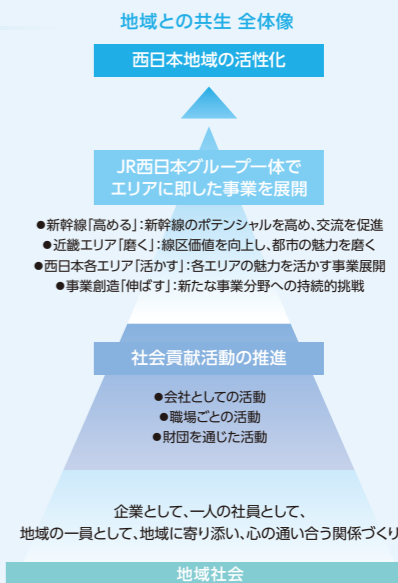 地域との共生 全体像
西日本地域の活性化
JR西日本グループ一体で
エリアに即した事業を展開
●新幹線「高める」：新幹線のポテンシャルを高め、交流を促進
●近畿エリア「磨く」：線区価値を向上し、都市の魅力を磨く
●西日本各エリア「活かす」：各エリアの魅力を活かす事業展開
●事業創造「伸ばす」：新たな事業分野への持続的挑戦
社会貢献活動の推進
●会社としての活動
●職場ごとの活動
●財団を通じた活動
企業として、一人の社員として、
地域の一員として、地域に寄り添い、心の通い合う関係づくり
地域社会